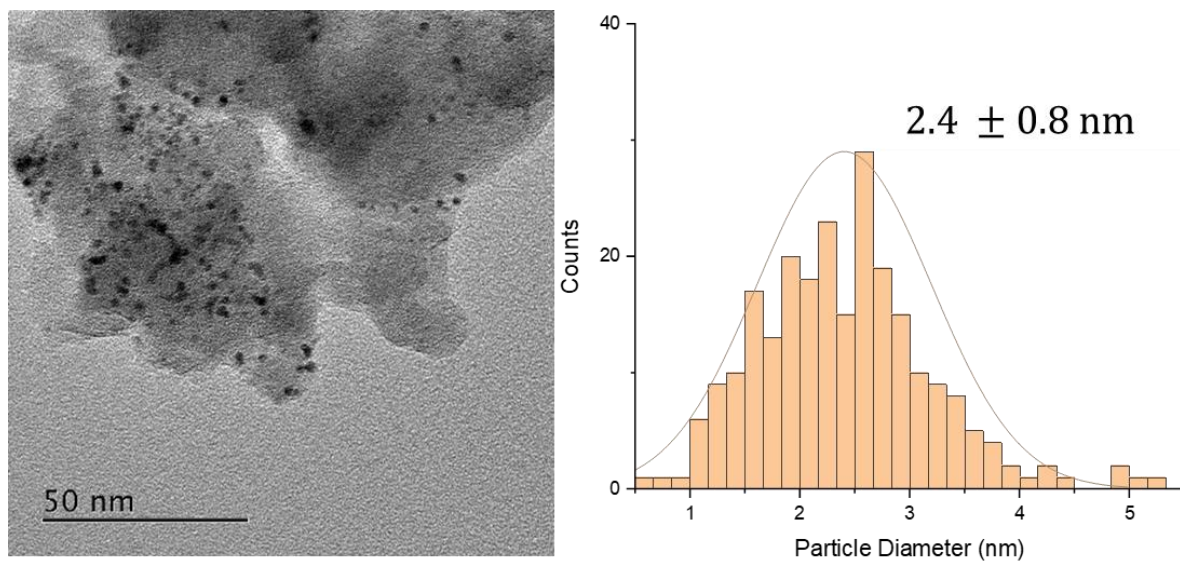 50 nm
40
2.4 ± 0.8 nm
Counts
20
0
1 2 3 4 5
Particle Diameter (nm)